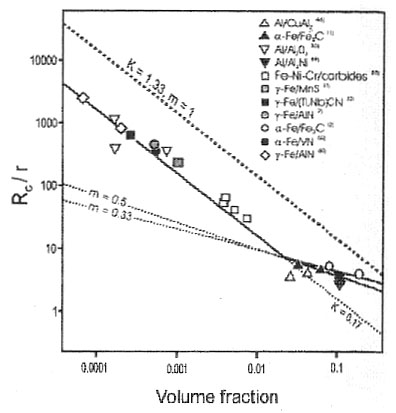 Al/CuAl₂
α-Fe/Fe₃C
Al/Al₂O₃
Al/Al₃Ni
Fe-Ni-Cr/carbides
γ-Fe/MnS
γ-Fe/(Ti,Nb)CN
γ-Fe/AlN
α-Fe/Fe₃C
α-Fe/VN
γ-Fe/AlN
K = 1.33, m = 1
m = 0.5
m = 0.33
K = 0.17
10000
1000
100
10
1
R꜀ / r
0.0001
0.001
0.01
0.1
Volume fraction